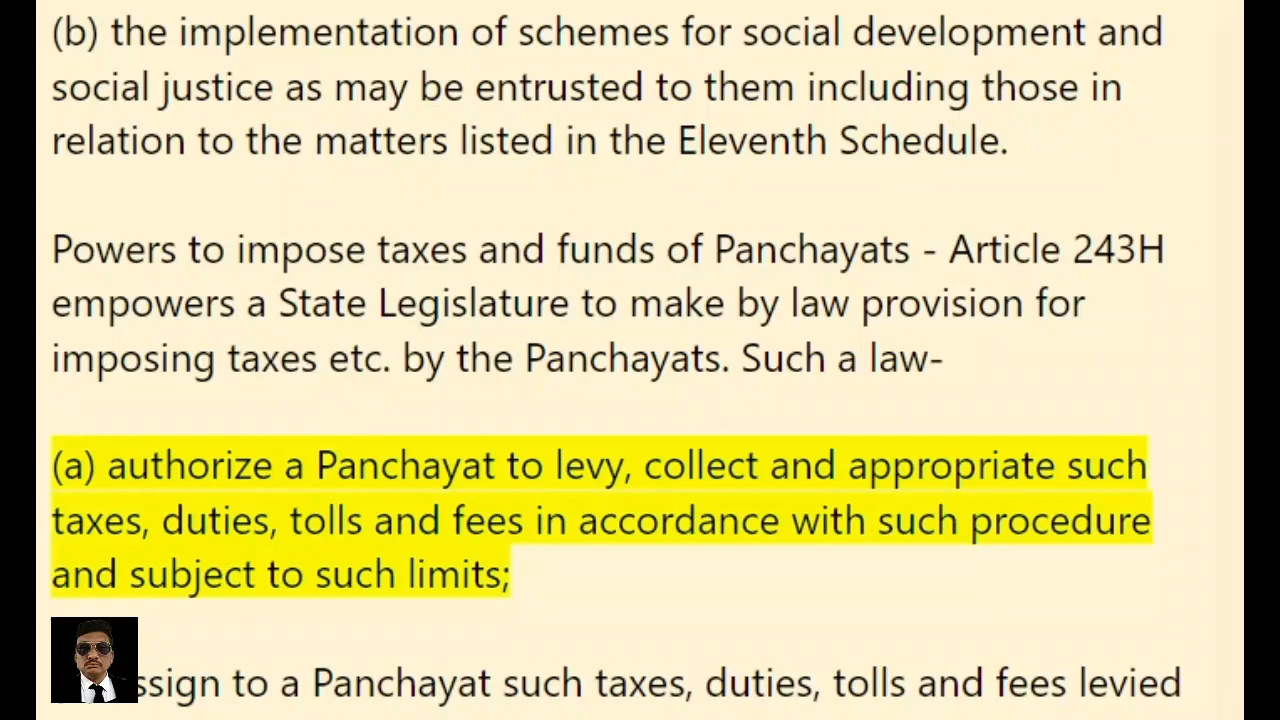 (b) the implementation of schemes for social development and
social justice as may be entrusted to them including those in
relation to the matters listed in the Eleventh Schedule.
Powers to impose taxes and funds of Panchayats - Article 243H
empowers a State Legislature to make by law provision for
imposing taxes etc. by the Panchayats. Such a law-
(a) authorize a Panchayat to levy, collect and appropriate such
taxes, duties, tolls and fees in accordance with such procedure
and subject to such limits;
to a Panchayat such taxes, duties, tolls and fees levied